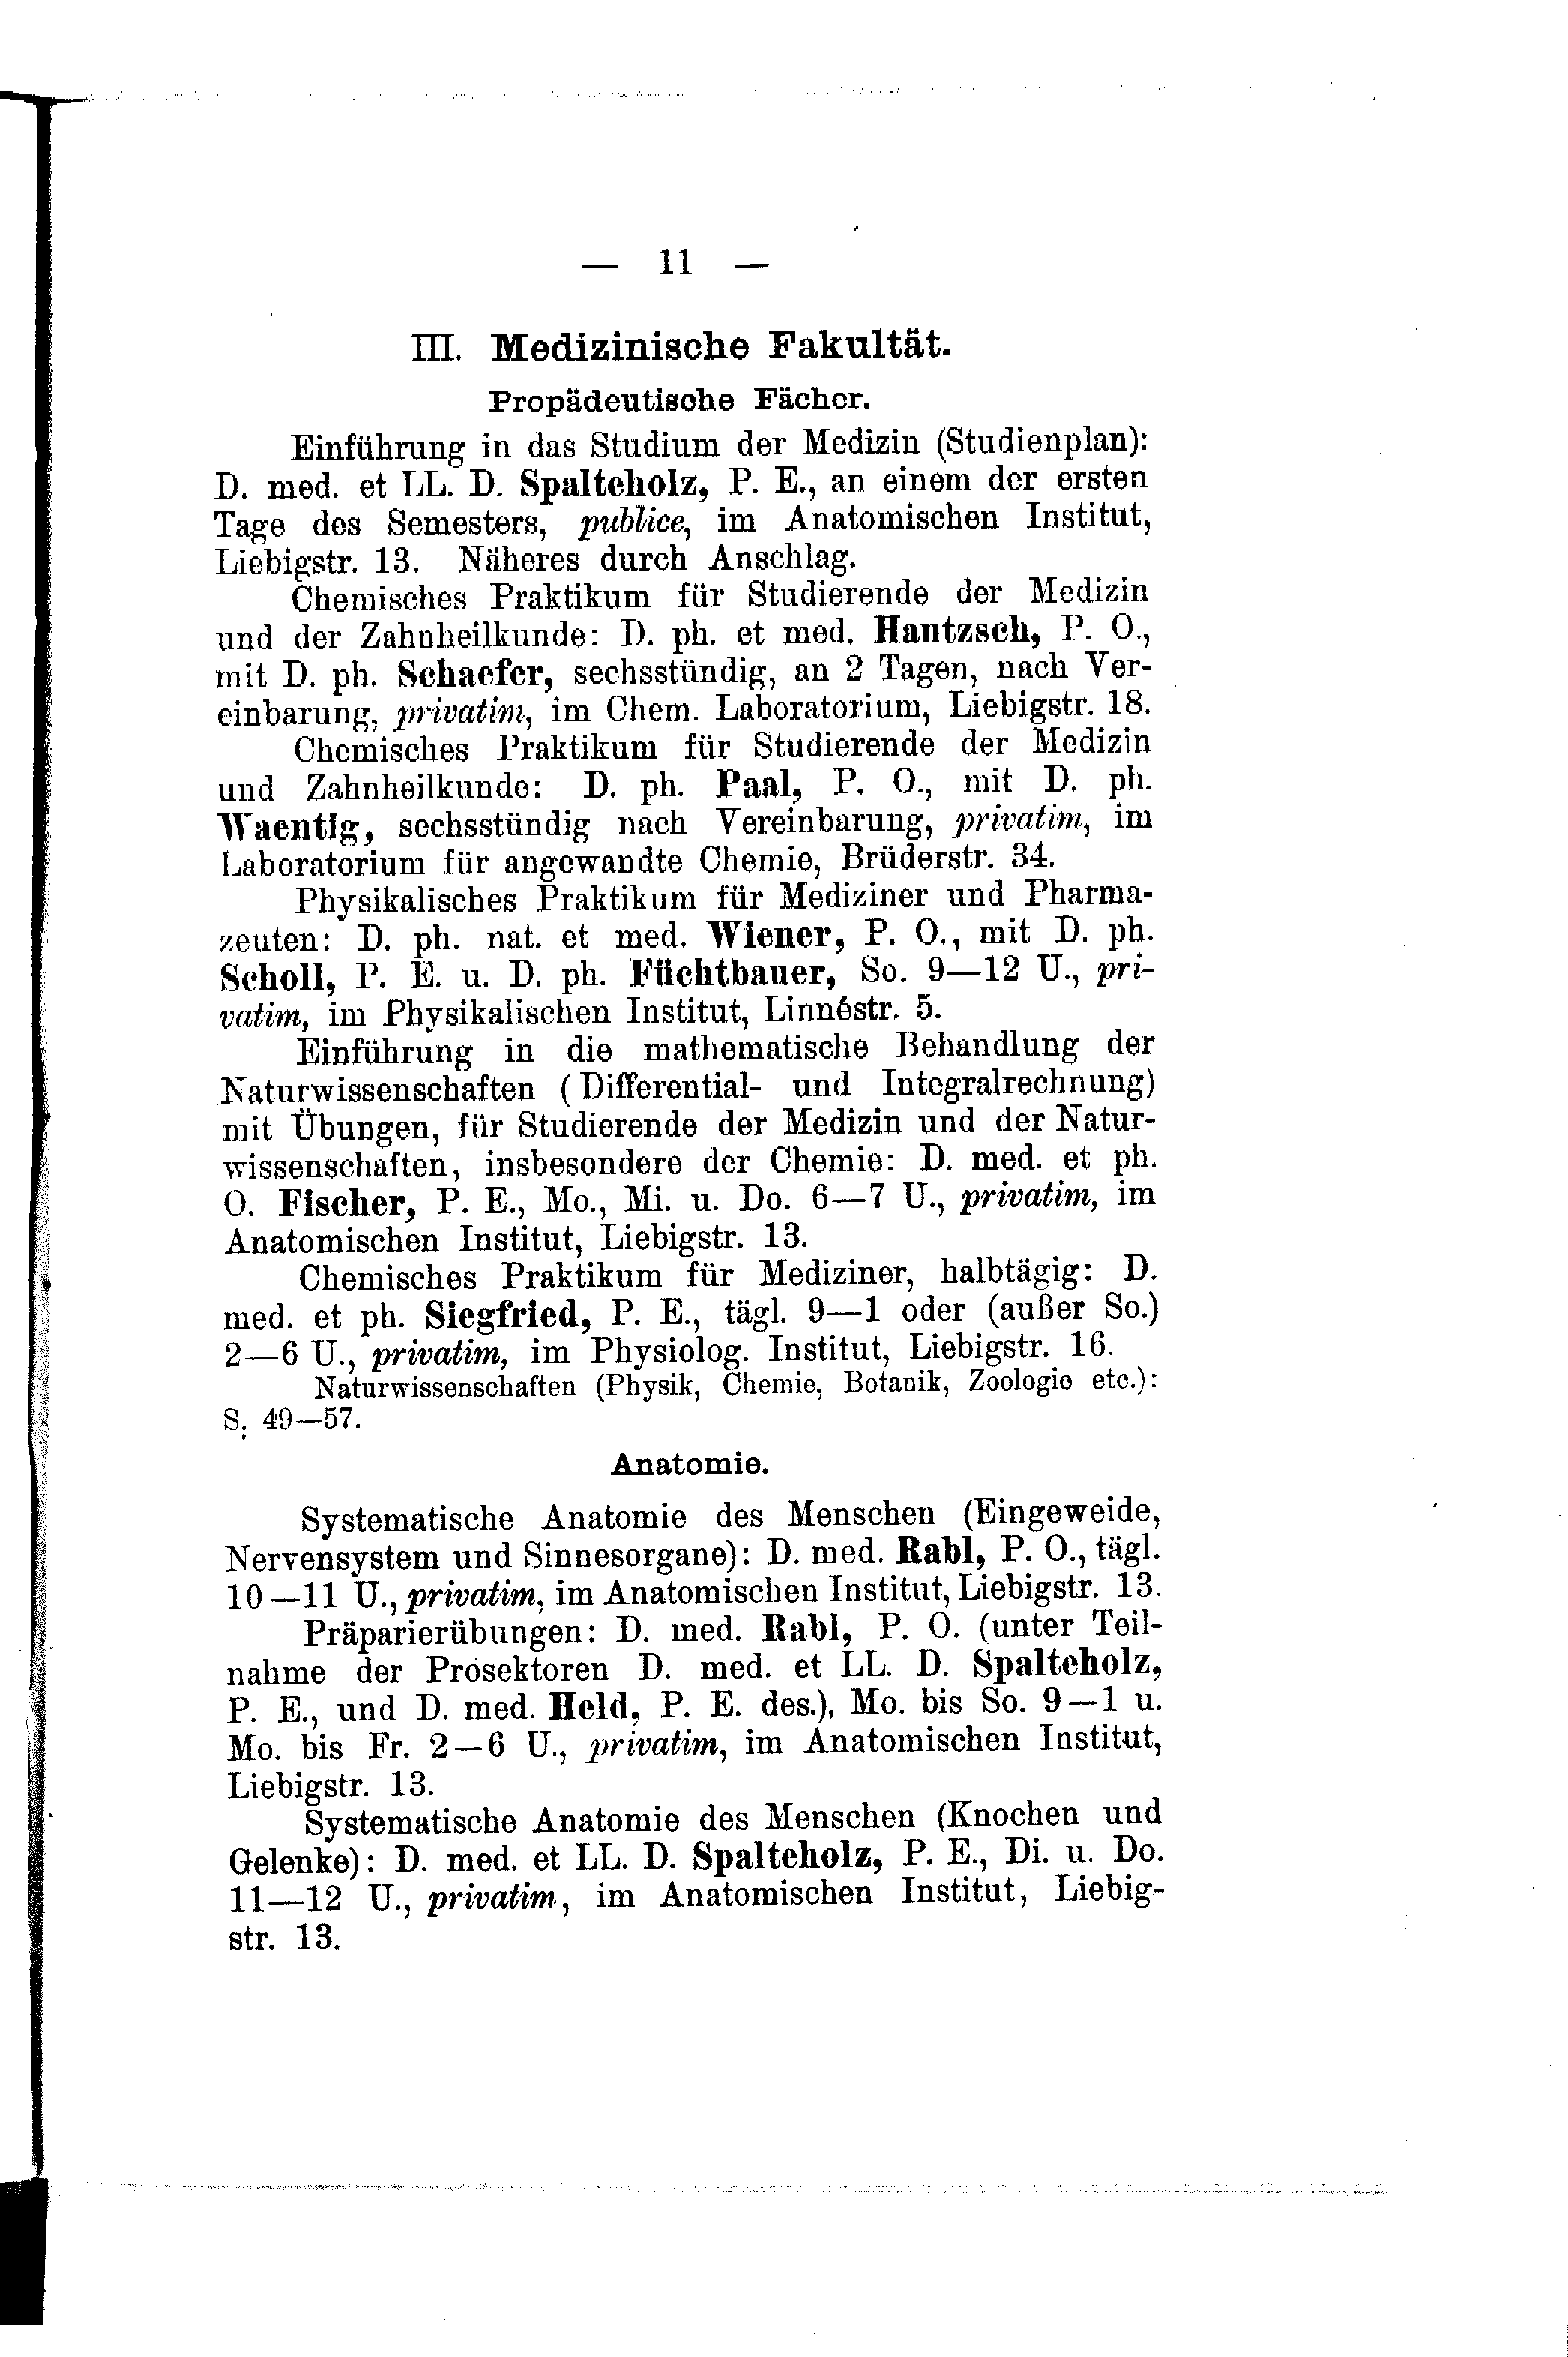 — 11 —
III. Medizinische Fakultät.
Propädeutische Fächer.
Einführung in das Studium der Medizin (Studienplan):
D. med. et LL. D. Spalteholz, P. E., an einem der ersten
Tage des Semesters, publice, im Anatomischen Institut,
Liebigstr. 13. Näheres durch Anschlag.
Chemisches Praktikum für Studierende der Medizin
und der Zahnheilkunde: D. ph. et med. Hantzsch, P. O.,
mit D. ph. Schaefer, sechsstündig, an 2 Tagen, nach Ver-
einbarung, privatim, im Chem. Laboratorium, Liebigstr. 18.
Chemisches Praktikum für Studierende der Medizin
und Zahnheilkunde: D. ph. Paal, P. O., mit D. ph.
Waentig, sechsstündig nach Vereinbarung, privatim, im
Laboratorium für angewandte Chemie, Brüderstr. 34.
Physikalisches Praktikum für Mediziner und Pharma-
zeuten: D. ph. nat. et med. Wiener, P. O., mit D. ph.
Scholl, P. E. u. D. ph. Füchtbauer, So. 9—12 U., pri-
vatim, im Physikalischen Institut, Linnéstr. 5.
Einführung in die mathematische Behandlung der
Naturwissenschaften (Differential- und Integralrechnung)
mit Übungen, für Studierende der Medizin und der Natur-
wissenschaften, insbesondere der Chemie: D. med. et ph.
O. Fischer, P. E., Mo., Mi. u. Do. 6—7 U., privatim, im
Anatomischen Institut, Liebigstr. 13.
Chemisches Praktikum für Mediziner, halbtägig: D.
med. et ph. Siegfried, P. E., tägl. 9—1 oder (außer So.)
2—6 U., privatim, im Physiolog. Institut, Liebigstr. 16.
Naturwissenschaften (Physik, Chemie, Botanik, Zoologie etc.):
S. 49—57.
Anatomie.
Systematische Anatomie des Menschen (Eingeweide,
Nervensystem und Sinnesorgane): D. med. Rabl, P. O., tägl.
10—11 U., privatim, im Anatomischen Institut, Liebigstr. 13.
Präparierübungen: D. med. Rabl, P. O. (unter Teil-
nahme der Prosektoren D. med. et LL. D. Spalteholz,
P. E., und D. med. Held, P. E. des.), Mo. bis So. 9—1 u.
Mo. bis Fr. 2—6 U., privatim, im Anatomischen Institut,
Liebigstr. 13.
Systematische Anatomie des Menschen (Knochen und
Gelenke): D. med. et LL. D. Spalteholz, P. E., Di. u. Do.
11—12 U., privatim, im Anatomischen Institut, Liebig-
str. 13.